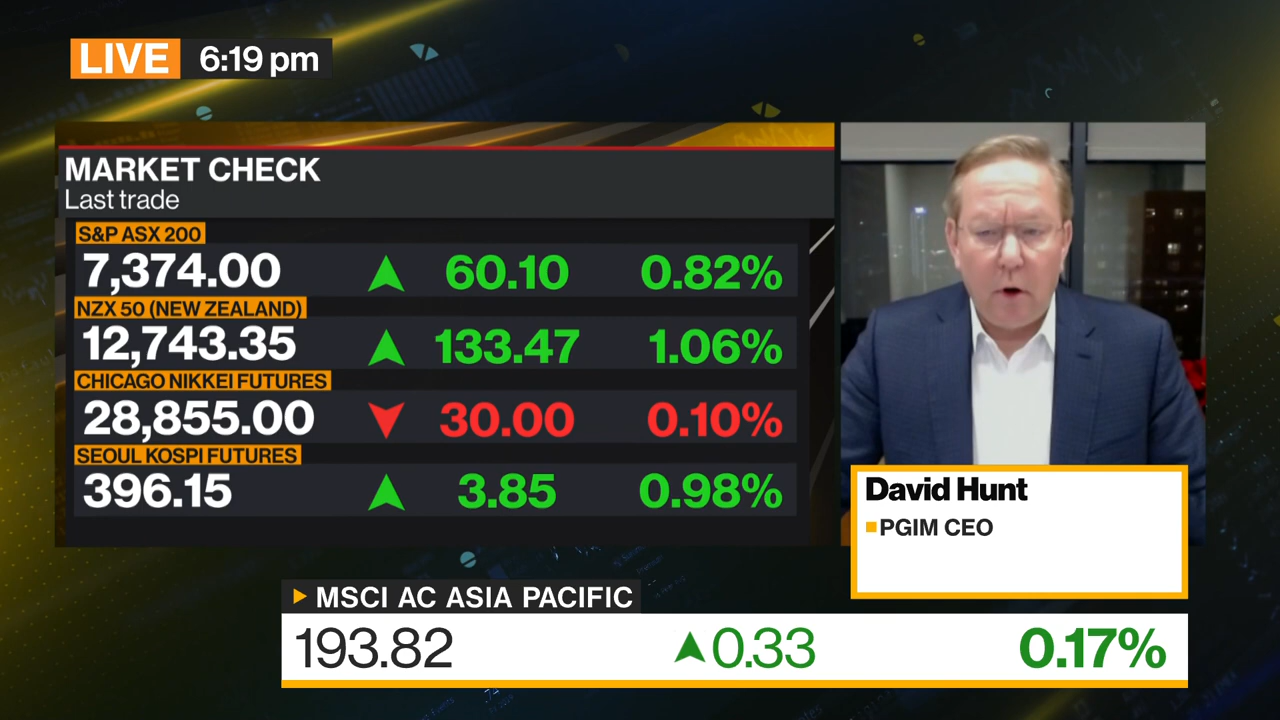 LIVE 6:19 pm
MARKET CHECK
Last trade
S&P ASX 200
7,374.00 60.10 0.82%
NZX 50 (NEW ZEALAND)
12,743.35 133.47 1.06%
CHICAGO NIKKEI FUTURES
28,855.00 30.00 0.10%
SEOUL KOSPI FUTURES
396.15 3.85 0.98%
David Hunt
PGIM CEO
MSCI AC ASIA PACIFIC
193.82 0.33 0.17%